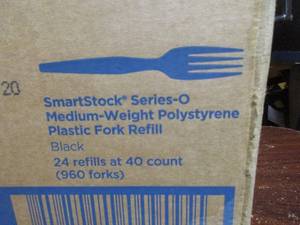 20
SmartStock® Series-O
Medium-Weight Polystyrene
Plastic Fork Refill
Black
24 refills at 40 count
(960 forks)